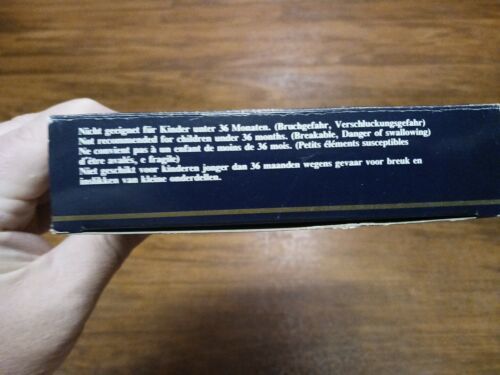 Nicht geeignet für Kinder unter 36 Monaten. (Bruchgefahr, Verschluckungsgefahr)
Not recommended for children under 36 months. (Breakable, Danger of swallowing)
Ne convient pas à un enfant de moins de 36 mois. (Petits éléments susceptibles
d'être avalés, e fragile)
Niet geschikt voor kinderen jonger dan 36 maanden wegens gevaar voor breuk en
inslikken van kleine onderdellen.